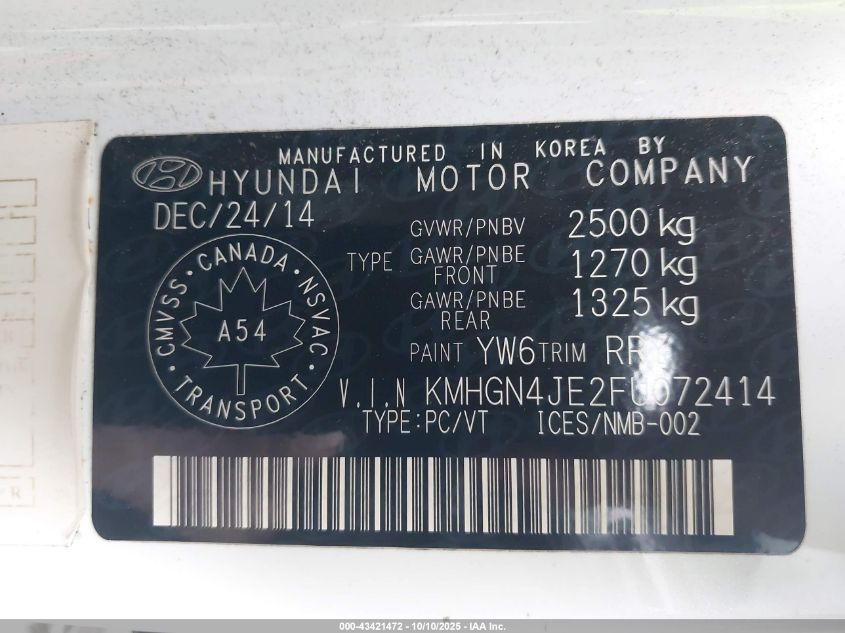 MANUFACTURED IN KOREA BY
HYUNDAI MOTOR COMPANY
DEC/24/14
GVWR/PNBV 2500 kg
TYPE GAWR/PNBE FRONT 1270 kg
GAWR/PNBE REAR 1325 kg
CMVSS · CANADA · NSVAC · TRANSPORT ·
A54
PAINT YW6 TRIM
V.I.N KMHGN4JE2FU072414
TYPE:PC/VT ICES/NMB-002
R
000-43421472 - 10/10/2025 - IAA Inc.